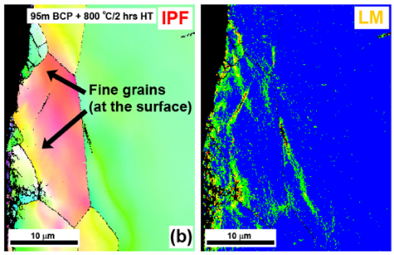 95m BCP + 800 °C/2 hrs HT
IPF
LM
Fine grains
(at the surface)
10 μm
(b)
10 μm